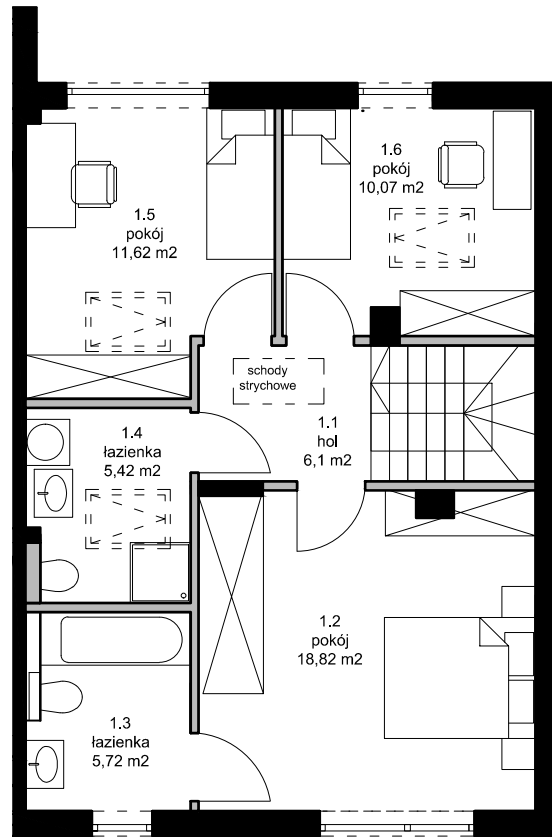 1.6
pokój
10,07 m2
1.5
pokój
11,62 m2
schody
strychowe
1.1
hol
6,1 m2
1.4
łazienka
5,42 m2
1.2
pokój
18,82 m2
1.3
łazienka
5,72 m2